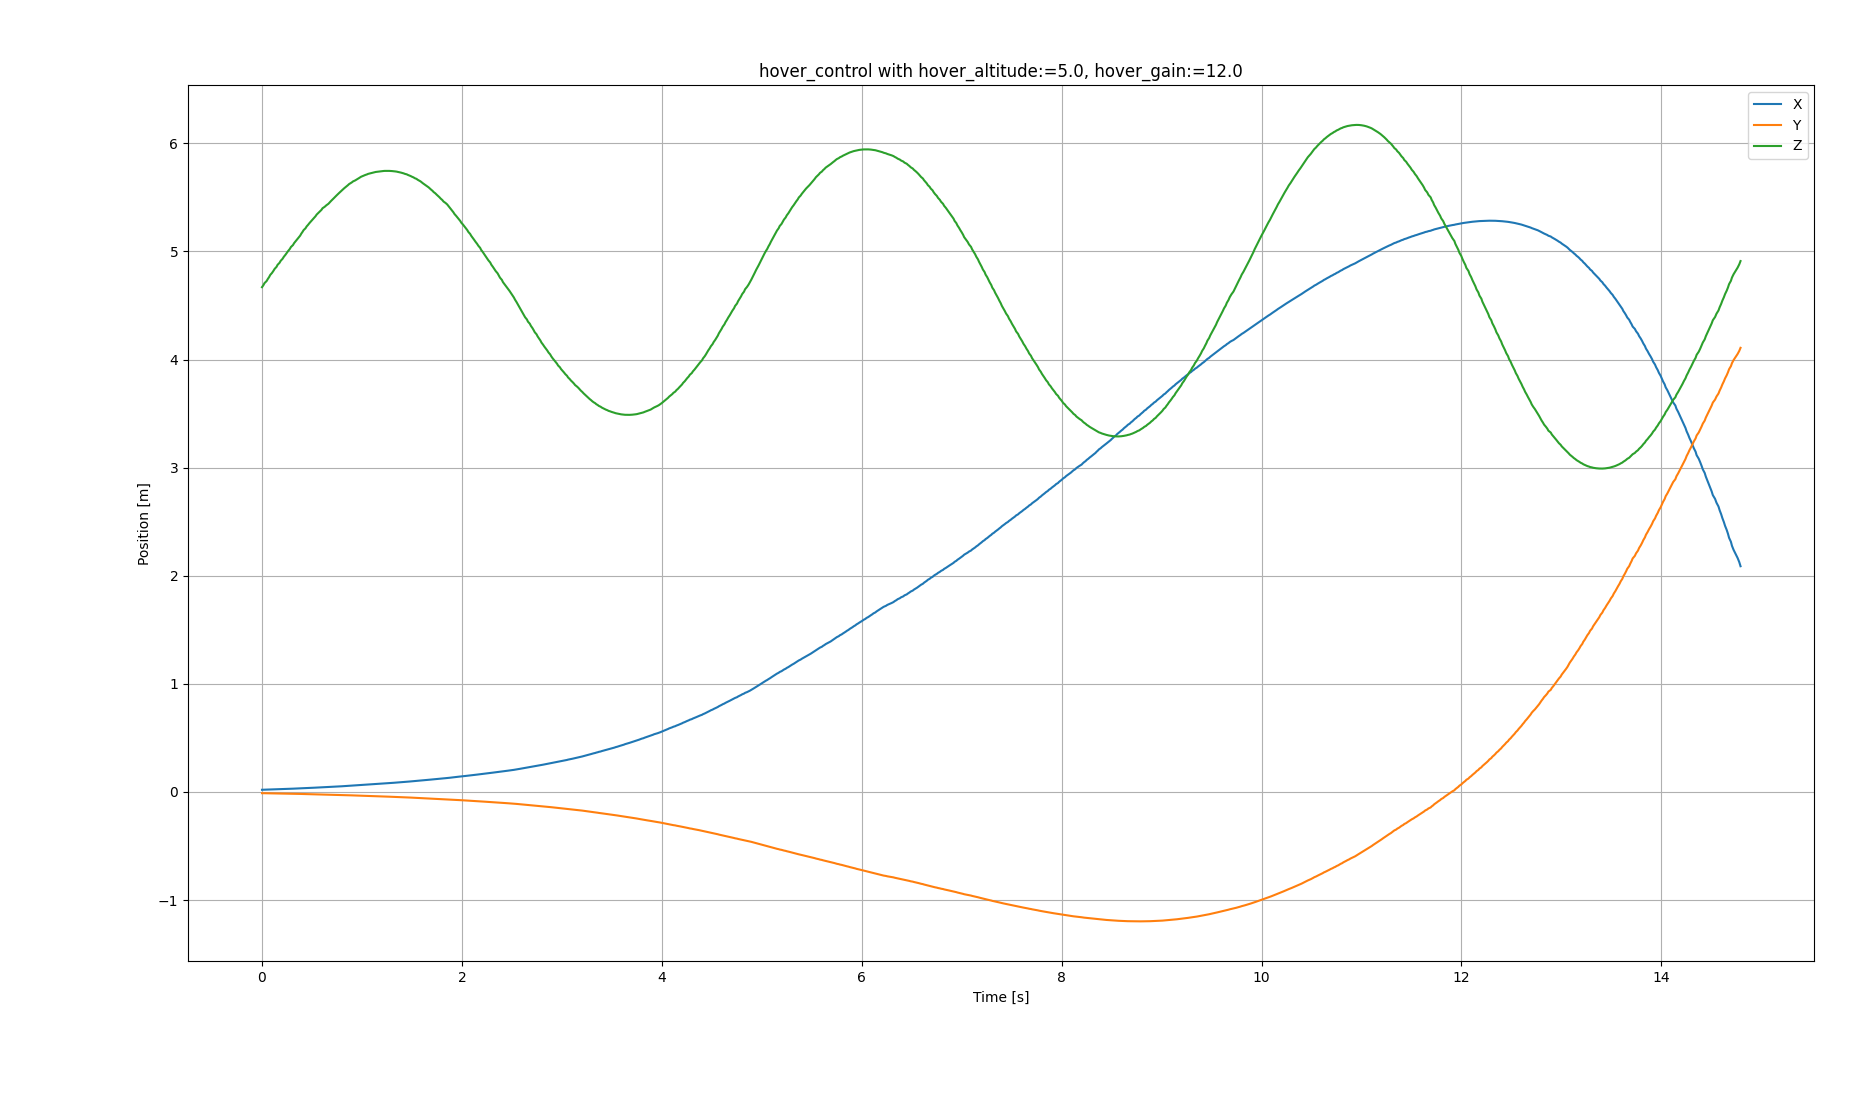 hover_control with hover_altitude:=5.0, hover_gain:=12.0
X
Y
Z
6
5
4
3
2
1
0
−1
Position [m]
0 2 4 6 8 10 12 14
Time [s]